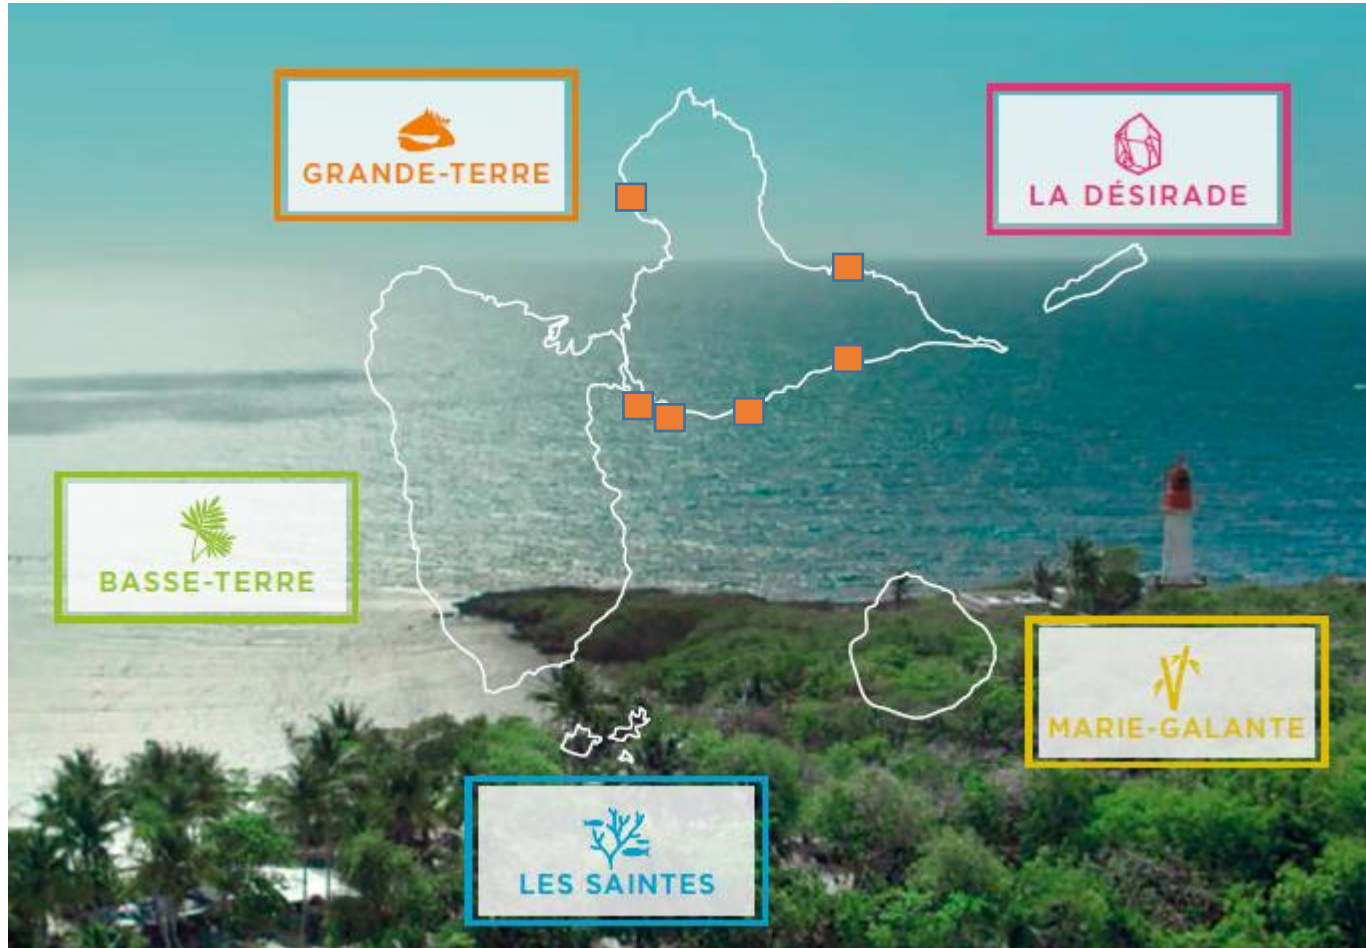 GRANDE-TERRE
LA DÉSIRADE
BASSE-TERRE
MARIE-GALANTE
LES SAINTES